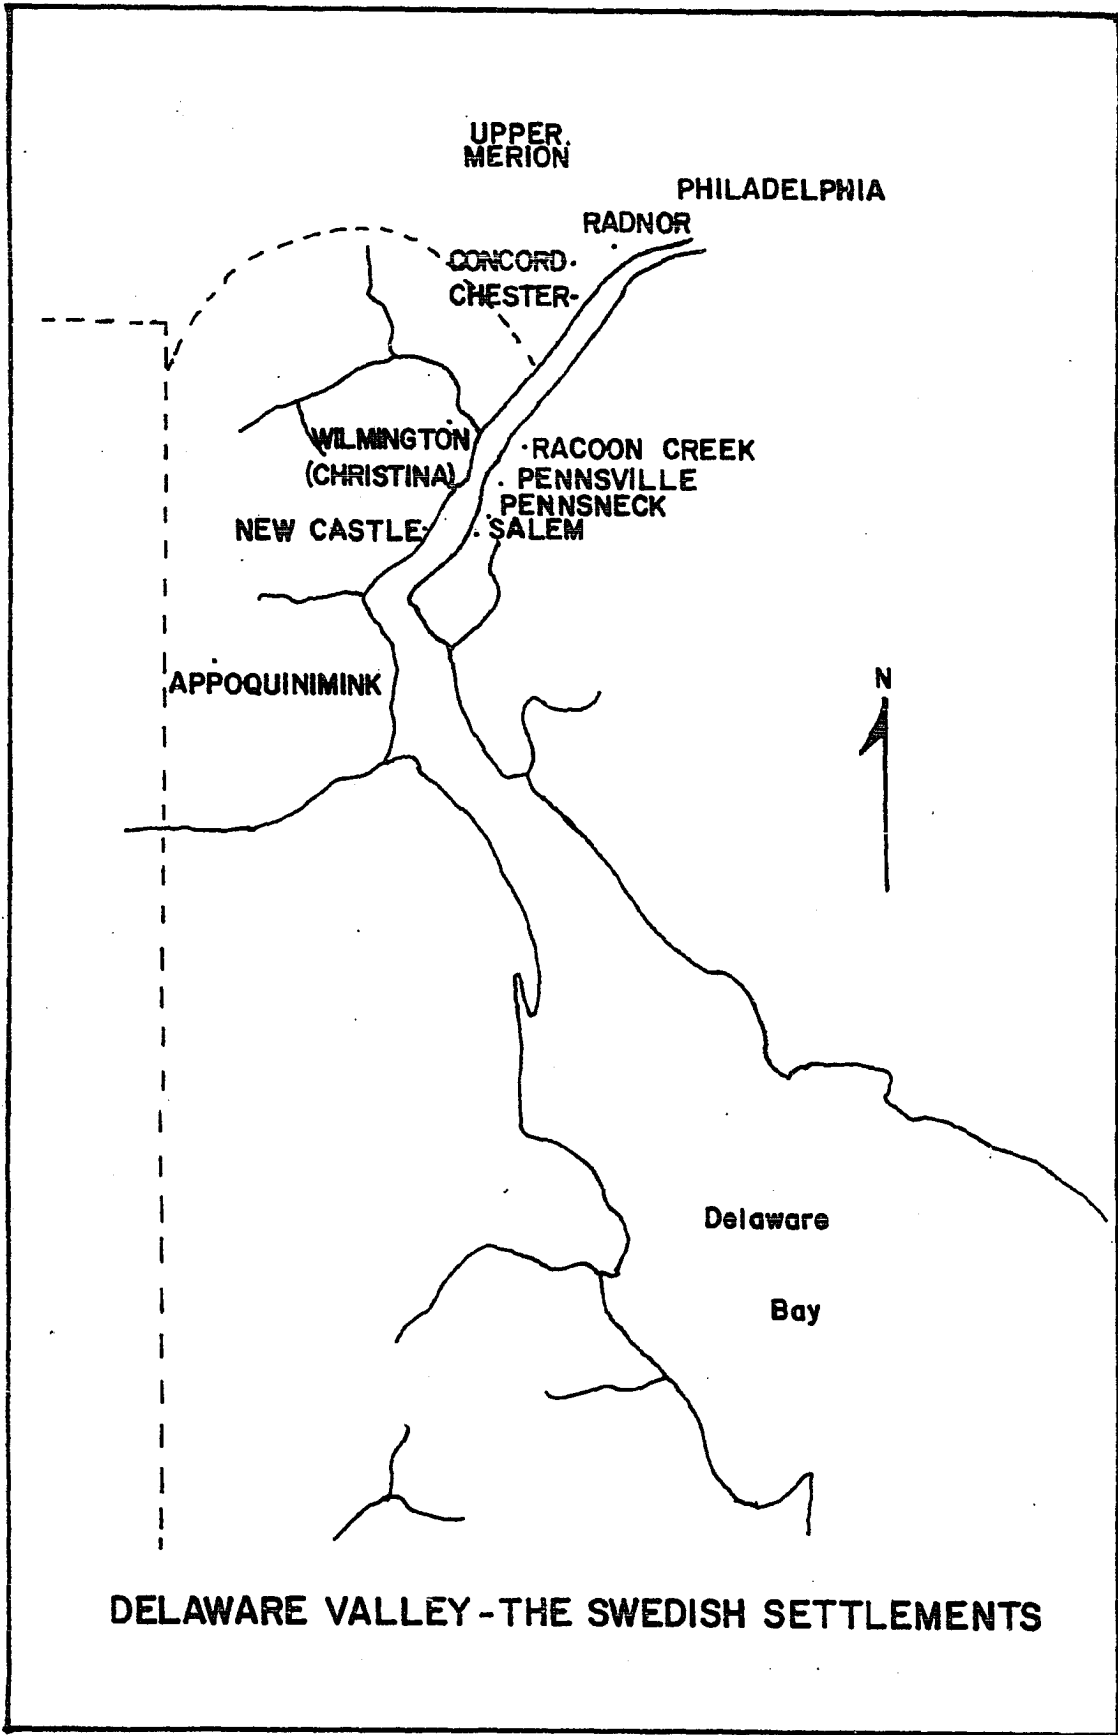 UPPER
MERION
PHILADELPHIA
RADNOR
CONCORD
CHESTER
WILMINGTON
(CHRISTINA)
RACOON CREEK
PENNSVILLE
PENNSNECK
NEW CASTLE
SALEM
APPOQUINIMINK
N
Delaware
Bay
DELAWARE VALLEY-THE SWEDISH SETTLEMENTS